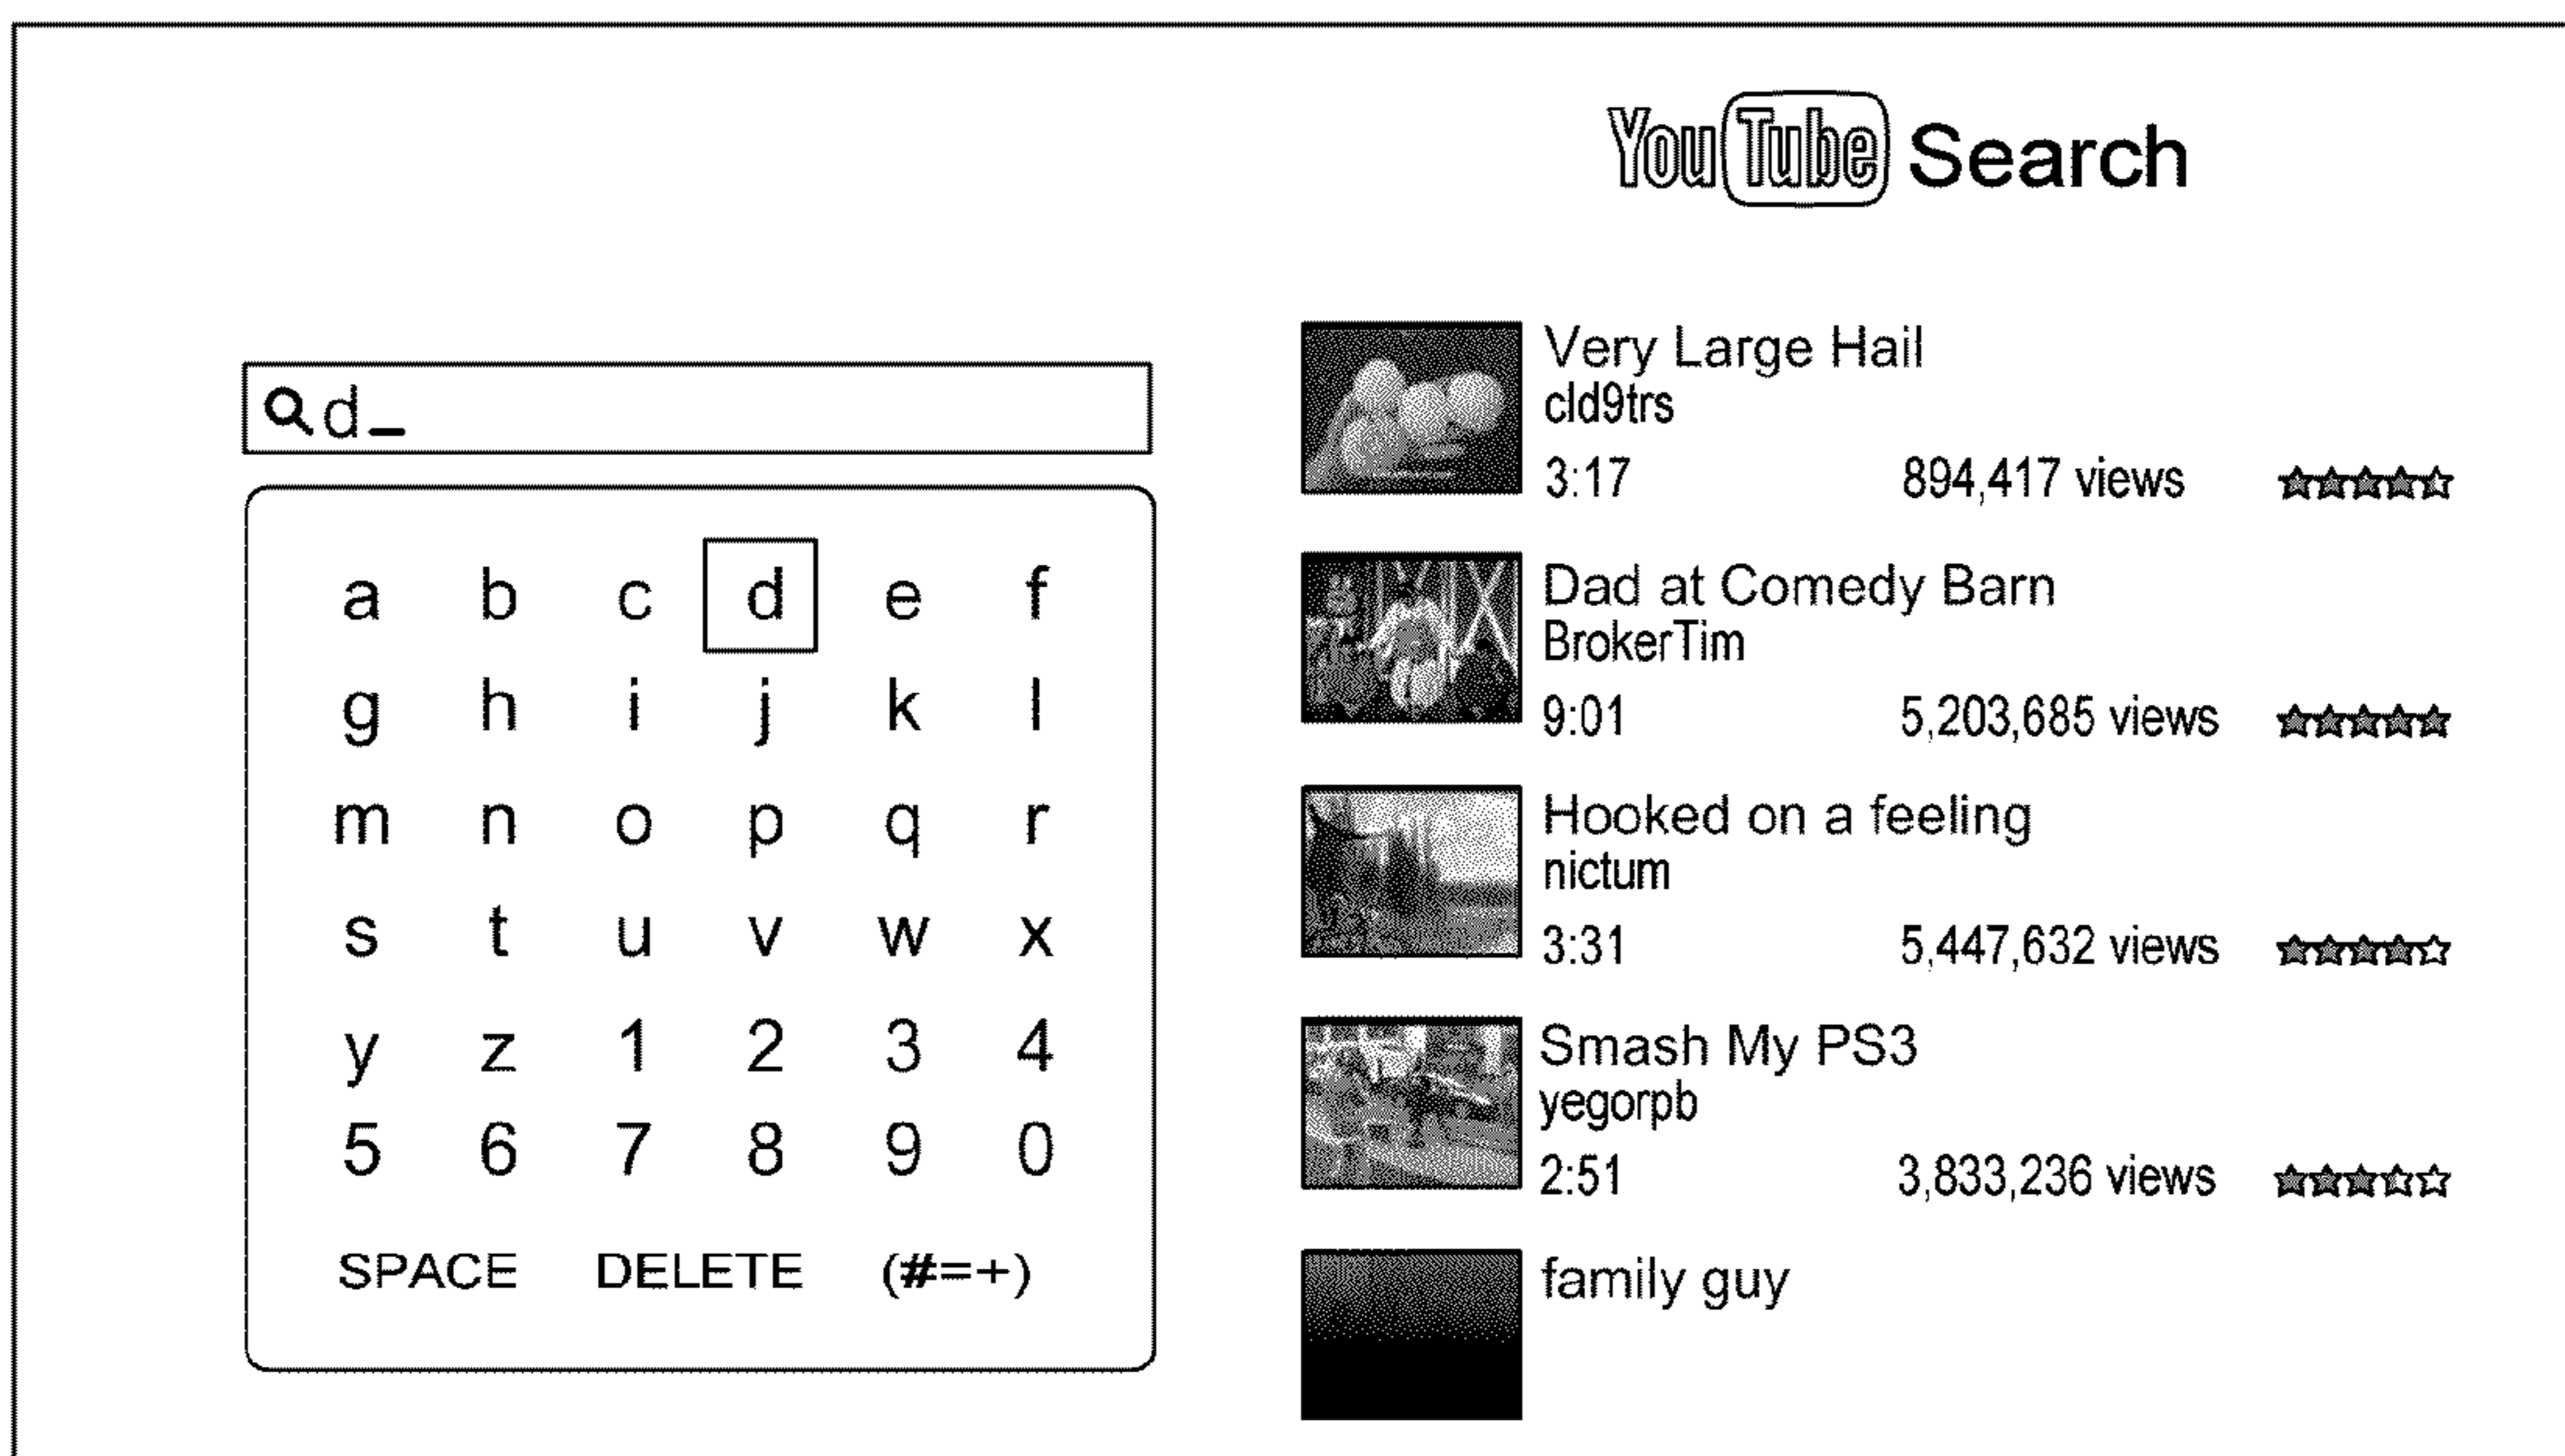 YouTube Search
d_
a b c d e f
g h i j k l
m n o p q r
s t u v w x
y z 1 2 3 4
5 6 7 8 9 0
SPACE DELETE (#=+)
Very Large Hail
cld9trs
3:17 894,417 views
Dad at Comedy Barn
BrokerTim
9:01 5,203,685 views
Hooked on a feeling
nictum
3:31 5,447,632 views
Smash My PS3
yegorpb
2:51 3,833,236 views
family guy